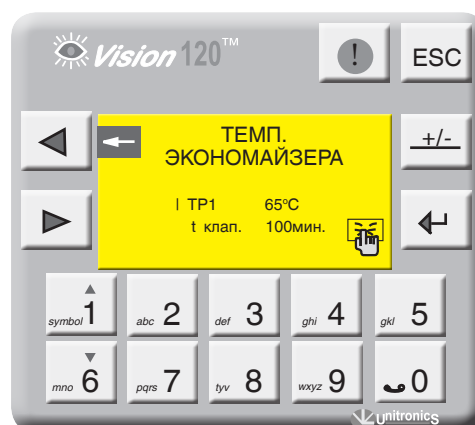 Vision 120™
! ESC
ТЕМП.
ЭКОНОМАЙЗЕРА
+/-
| TP1 65°C
t клап. 100мин.
symbol 1 abc 2 def 3 ghi 4 gkl 5
mno 6 pqrs 7 tyv 8 wxyz 9 0
Unitronics